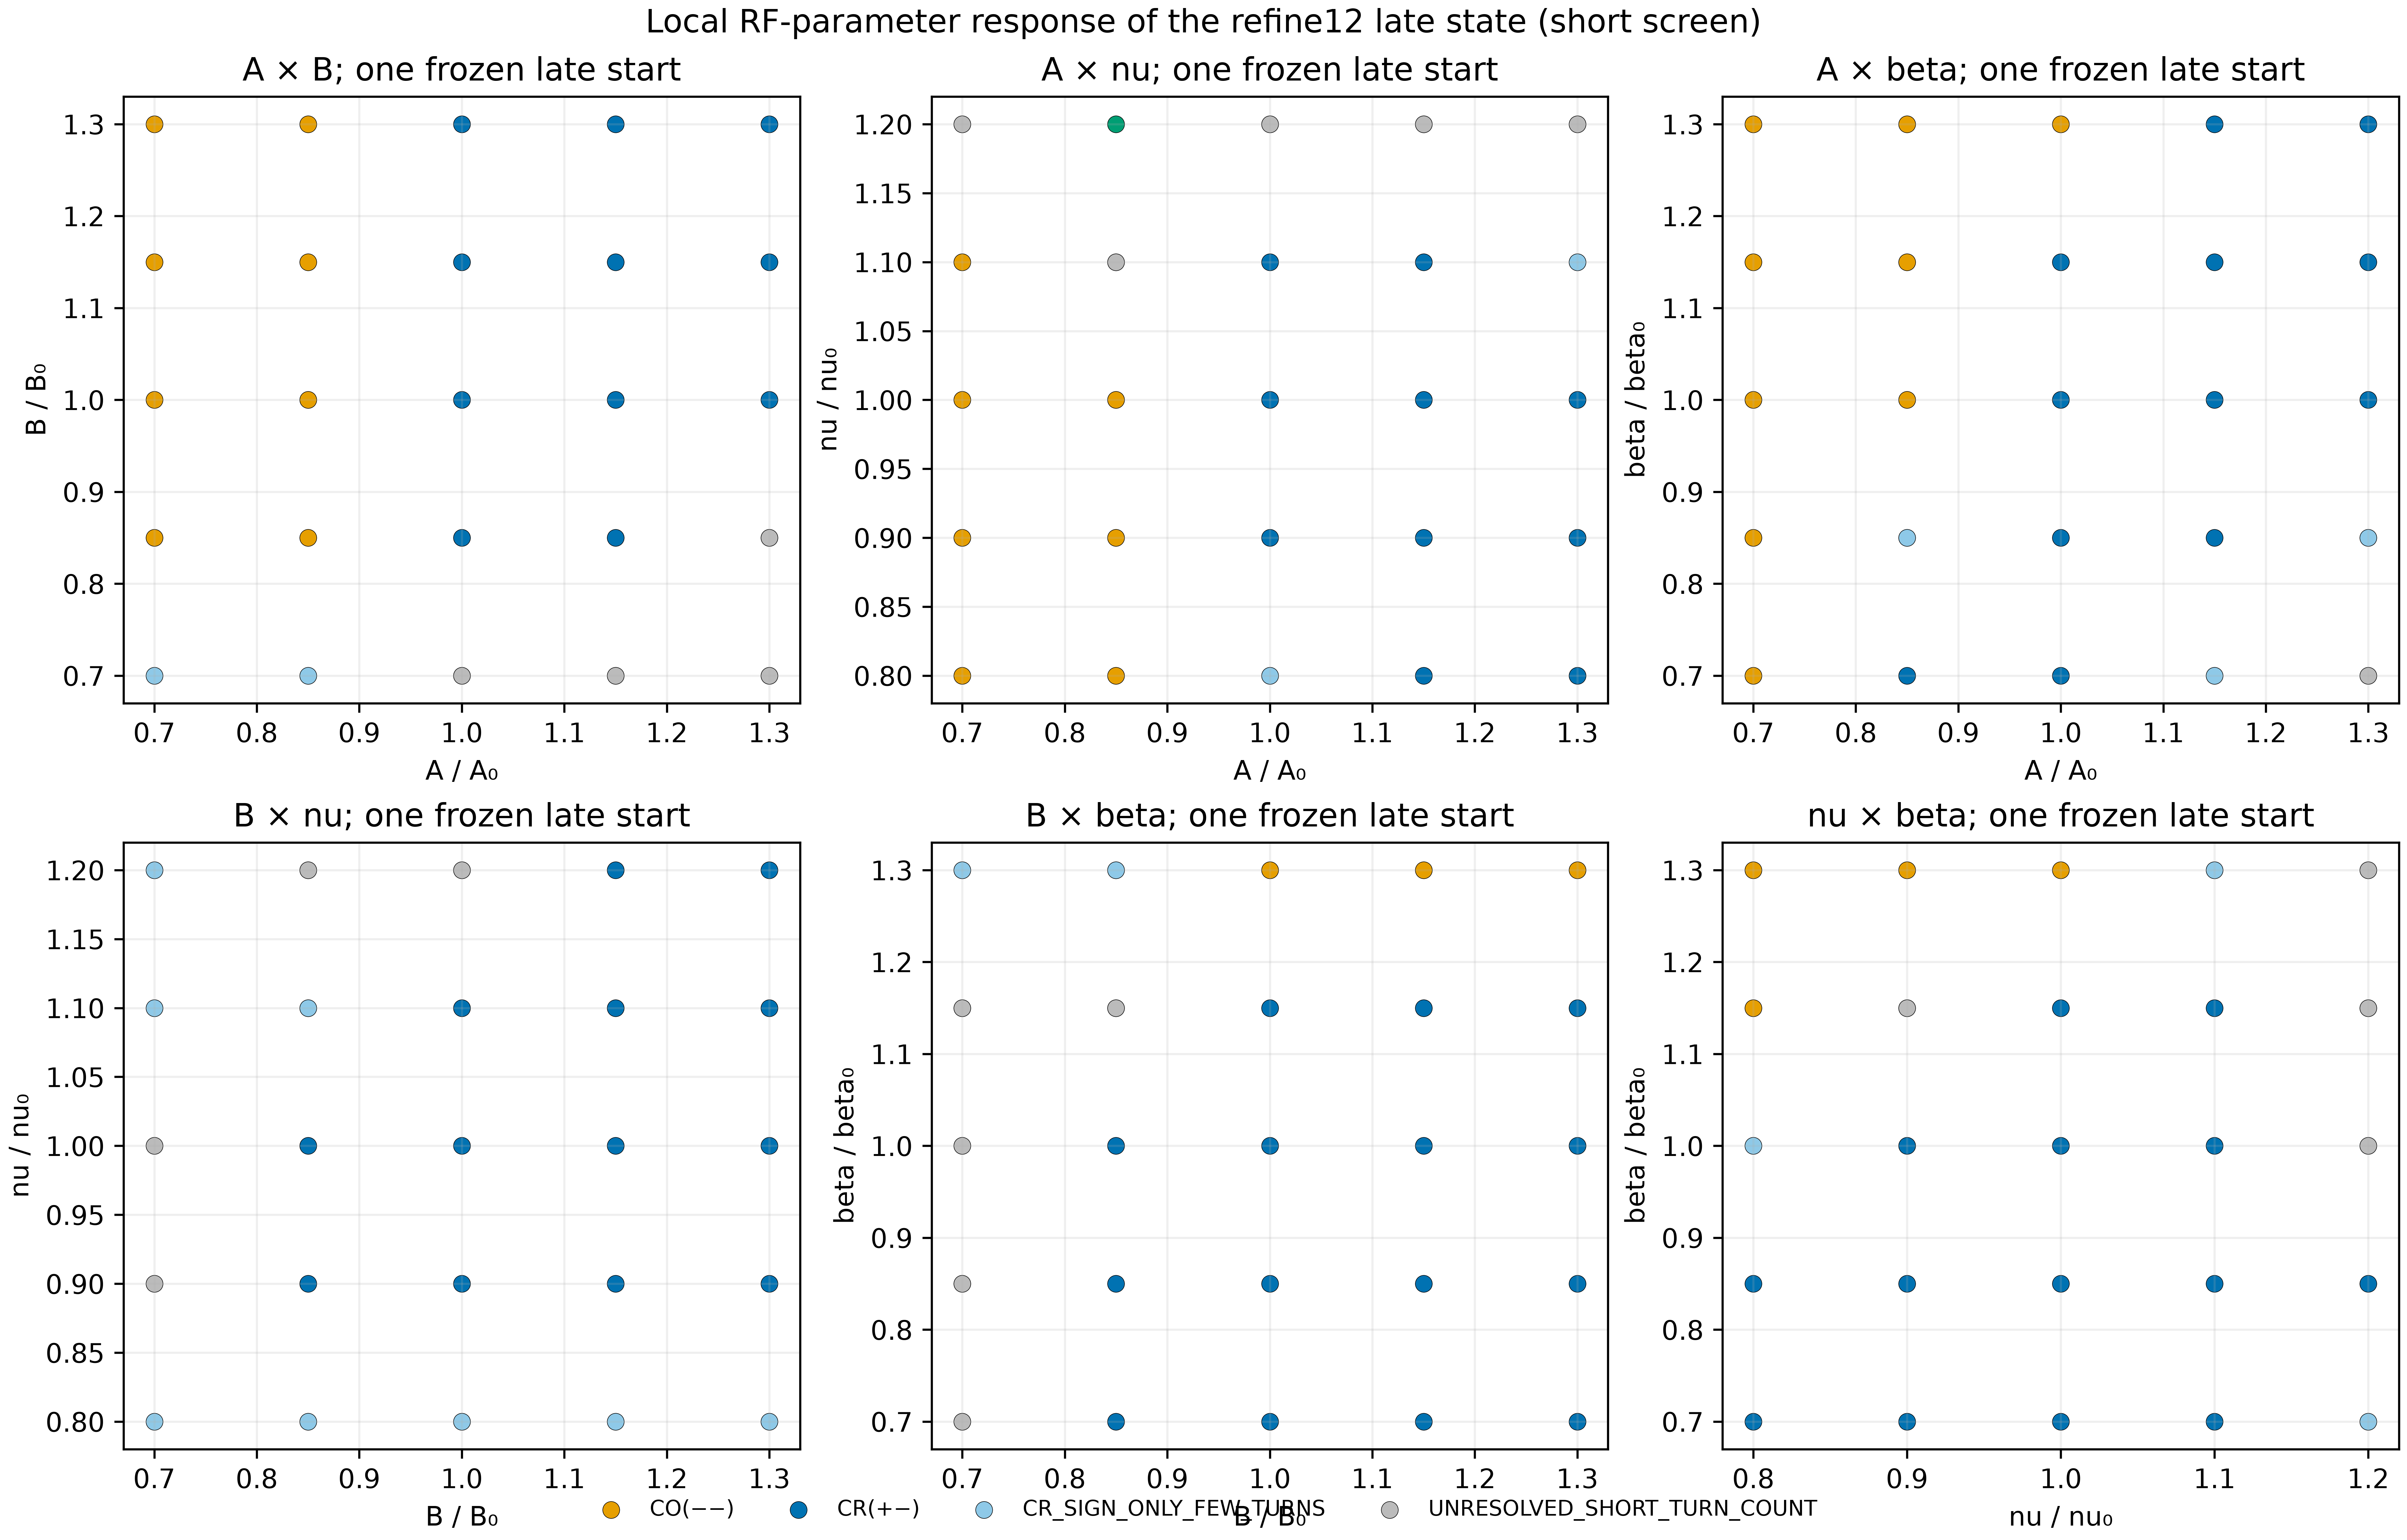 Local RF-parameter response of the refine12 late state (short screen)
A × B; one frozen late start
1.3
1.2
1.1
1.0
0.9
0.8
0.7
B / B₀
0.7 0.8 0.9 1.0 1.1 1.2 1.3
A / A₀
A × nu; one frozen late start
1.20
1.15
1.10
1.05
1.00
0.95
0.90
0.85
0.80
nu / nu₀
0.7 0.8 0.9 1.0 1.1 1.2 1.3
A / A₀
A × beta; one frozen late start
1.3
1.2
1.1
1.0
0.9
0.8
0.7
beta / beta₀
0.7 0.8 0.9 1.0 1.1 1.2 1.3
A / A₀
B × nu; one frozen late start
1.20
1.15
1.10
1.05
1.00
0.95
0.90
0.85
0.80
nu / nu₀
0.7 0.8 0.9 1.0 1.1 1.2 1.3
B / B₀
B × beta; one frozen late start
1.3
1.2
1.1
1.0
0.9
0.8
0.7
beta / beta₀
0.7 0.8 0.9 1.0 1.1 1.2 1.3
B / B₀
nu × beta; one frozen late start
1.3
1.2
1.1
1.0
0.9
0.8
0.7
beta / beta₀
0.8 0.9 1.0 1.1 1.2
nu / nu₀
CO(−−) CR(+−) CR_SIGN_ONLY_FEW_TURNS UNRESOLVED_SHORT_TURN_COUNT